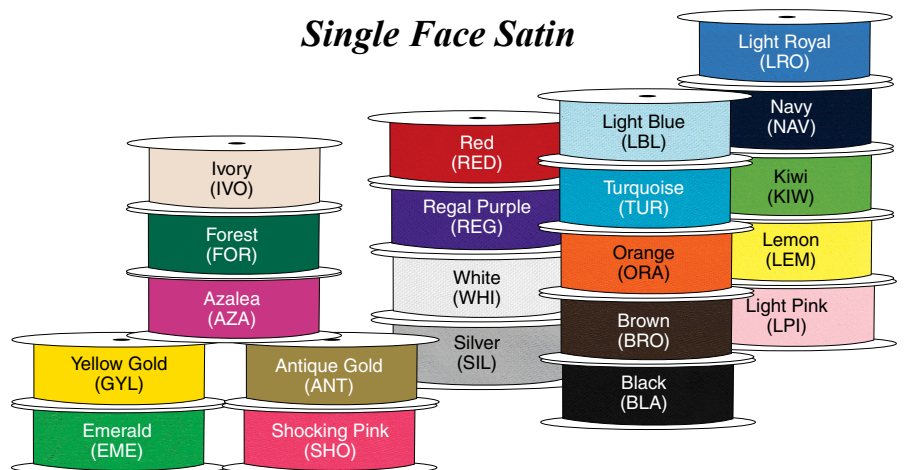 Single Face Satin
Ivory
(IVO)
Forest
(FOR)
Azalea
(AZA)
Yellow Gold
(GYL)
Emerald
(EME)
Antique Gold
(ANT)
Shocking Pink
(SHO)
Red
(RED)
Regal Purple
(REG)
White
(WHI)
Silver
(SIL)
Light Blue
(LBL)
Turquoise
(TUR)
Orange
(ORA)
Brown
(BRO)
Black
(BLA)
Light Royal
(LRO)
Navy
(NAV)
Kiwi
(KIW)
Lemon
(LEM)
Light Pink
(LPI)